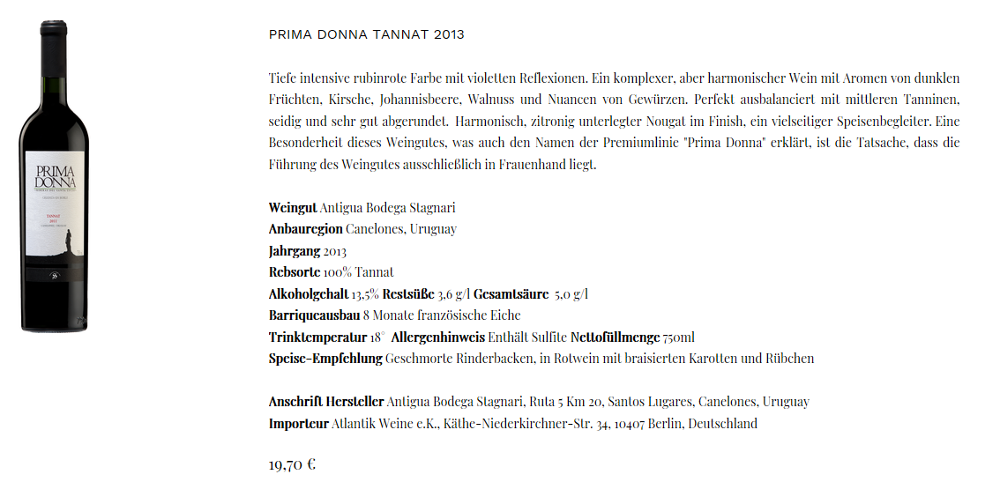 PRIMA DONNA TANNAT 2013
Tiefe intensive rubinrote Farbe mit violetten Reflexionen. Ein komplexer, aber harmonischer Wein mit Aromen von dunklen
Früchten, Kirsche, Johannisbeere, Walnuss und Nuancen von Gewürzen. Perfekt ausbalanciert mit mittleren Tanninen,
seidig und sehr gut abgerundet. Harmonisch, zitronig unterlegter Nougat im Finish, ein vielseitiger Speisenbegleiter. Eine
Besonderheit dieses Weingutes, was auch den Namen der Premiumlinie "Prima Donna" erklärt, ist die Tatsache, dass die
Führung des Weingutes ausschließlich in Frauenhand liegt.
Weingut Antigua Bodega Stagnari
Anbauregion Canelones, Uruguay
Jahrgang 2013
Rebsorte 100% Tannat
Alkoholgehalt 13,5% Restsüße 3,6 g/l Gesamtsäure 5,0 g/l
Barriqueausbau 8 Monate französische Eiche
Trinktemperatur 18° Allergenhinweis Enthält Sulfite Nettofüllmenge 750ml
Speise-Empfehlung Geschmorte Rinderbacken, in Rotwein mit braisierten Karotten und Rübchen
Anschrift Hersteller Antigua Bodega Stagnari, Ruta 5 Km 20, Santos Lugares, Canelones, Uruguay
Importeur Atlantik Weine e.K., Käthe-Niederkirchner-Str. 34, 10407 Berlin, Deutschland
19,70 €
PRIMA
DONNA
TANNAT
2013